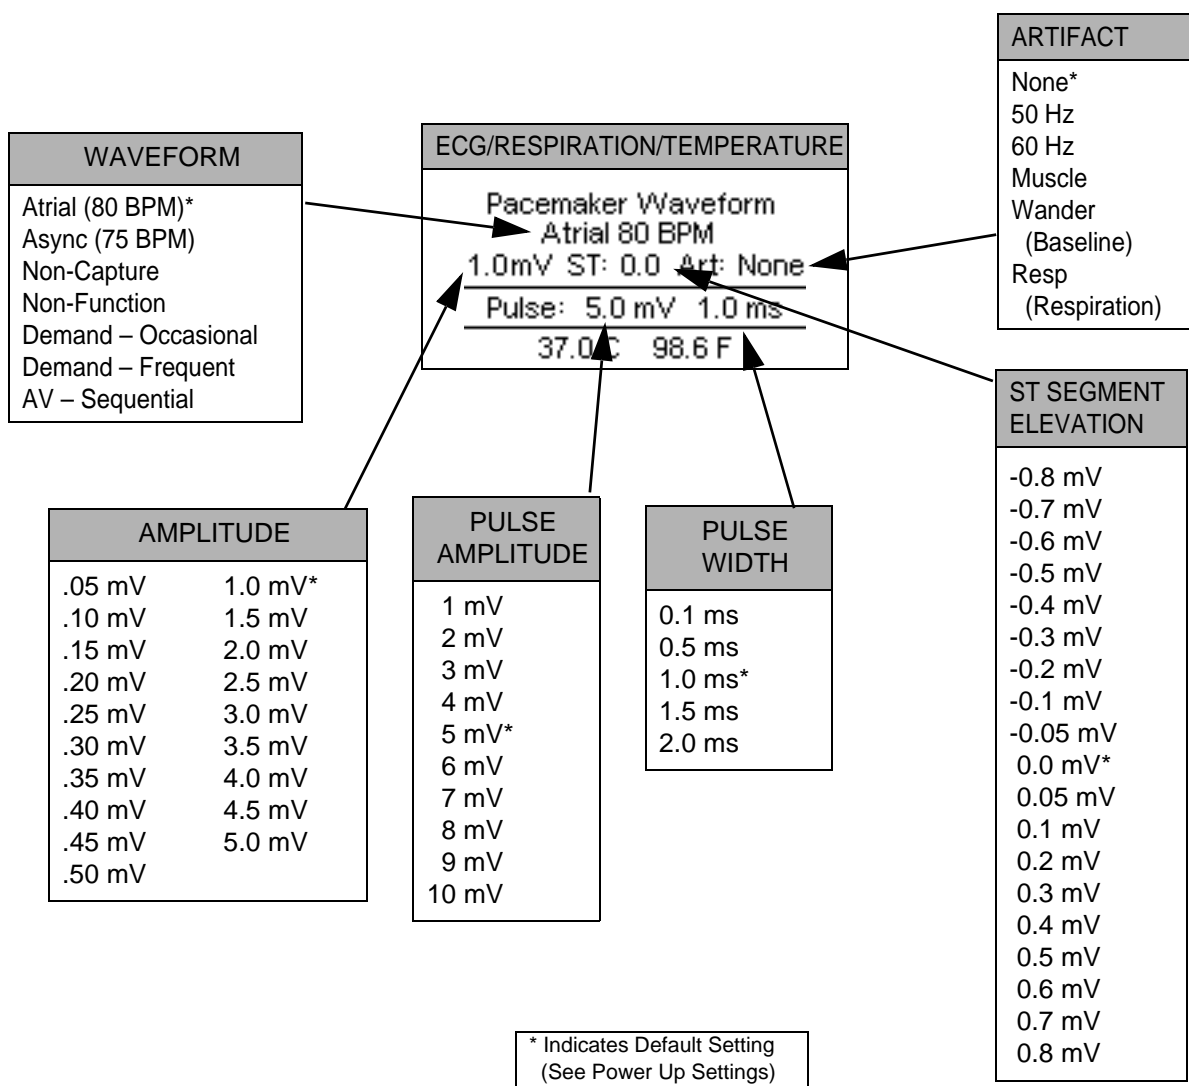 ARTIFACT
None*
50 Hz
60 Hz
Muscle
Wander
(Baseline)
Resp
(Respiration)
WAVEFORM
Atrial (80 BPM)*
Async (75 BPM)
Non-Capture
Non-Function
Demand – Occasional
Demand – Frequent
AV – Sequential
ECG/RESPIRATION/TEMPERATURE
Pacemaker Waveform
Atrial 80 BPM
1.0mV ST: 0.0 Art: None
Pulse: 5.0 mV 1.0 ms
37.0 C 98.6 F
ST SEGMENT
ELEVATION
-0.8 mV
-0.7 mV
-0.6 mV
-0.5 mV
-0.4 mV
-0.3 mV
-0.2 mV
-0.1 mV
-0.05 mV
0.0 mV*
0.05 mV
0.1 mV
0.2 mV
0.3 mV
0.4 mV
0.5 mV
0.6 mV
0.7 mV
0.8 mV
AMPLITUDE
.05 mV 1.0 mV*
.10 mV 1.5 mV
.15 mV 2.0 mV
.20 mV 2.5 mV
.25 mV 3.0 mV
.30 mV 3.5 mV
.35 mV 4.0 mV
.40 mV 4.5 mV
.45 mV 5.0 mV
.50 mV
PULSE
AMPLITUDE
1 mV
2 mV
3 mV
4 mV
5 mV*
6 mV
7 mV
8 mV
9 mV
10 mV
PULSE
WIDTH
0.1 ms
0.5 ms
1.0 ms*
1.5 ms
2.0 ms
* Indicates Default Setting
(See Power Up Settings)